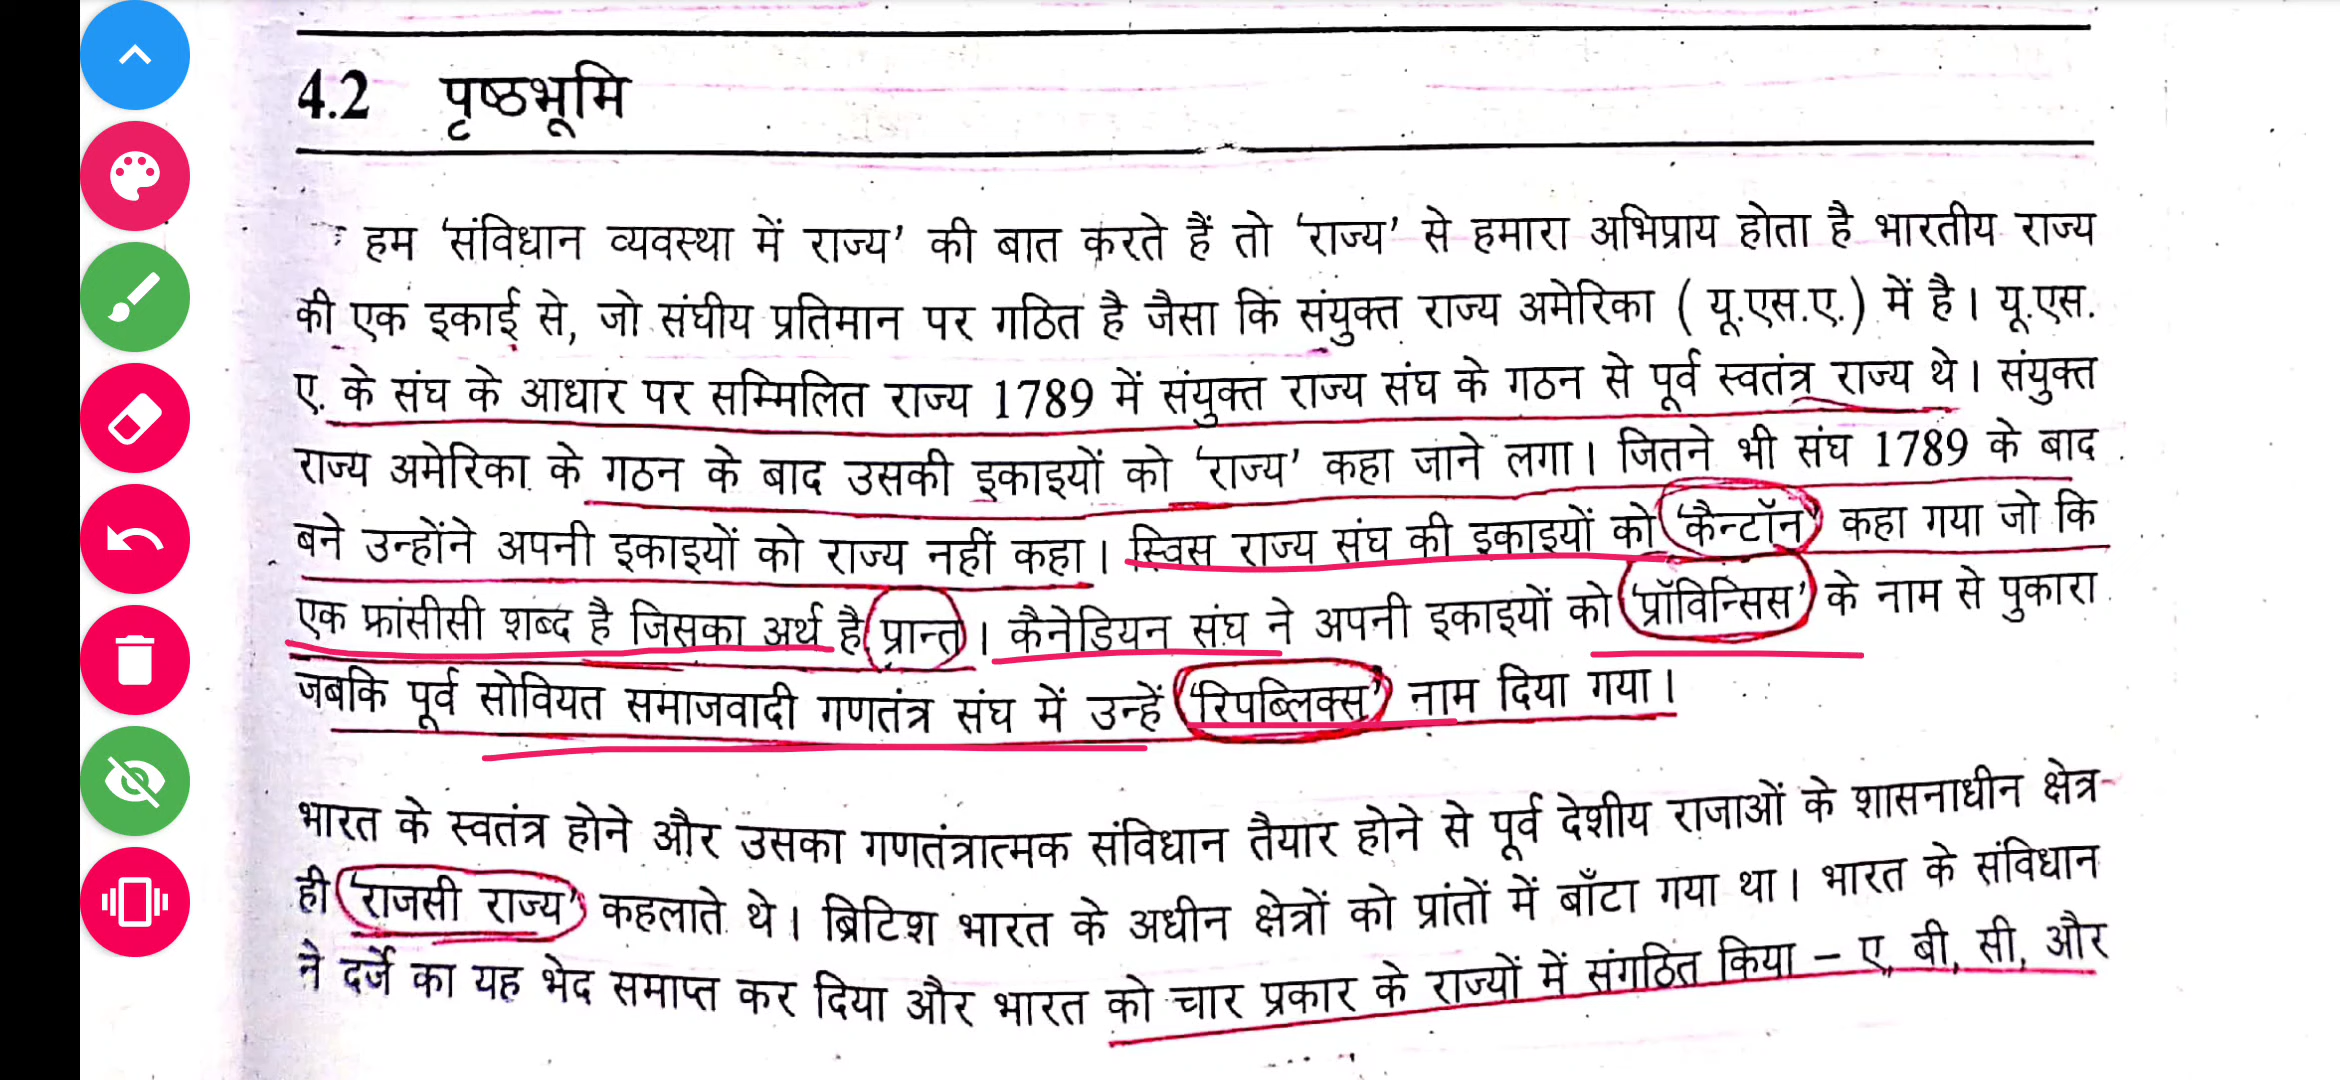 4.2 पृष्ठभूमि
हम ‘संविधान व्यवस्था में राज्य’ की बात करते हैं तो ‘राज्य’ से हमारा अभिप्राय होता है भारतीय राज्य
की एक इकाई से, जो संघीय प्रतिमान पर गठित है जैसा कि संयुक्त राज्य अमेरिका ( यू.एस.ए.) में है। यू.एस.
ए. के संघ के आधार पर सम्मिलित राज्य 1789 में संयुक्त राज्य संघ के गठन से पूर्व स्वतंत्र राज्य थे। संयुक्त
राज्य अमेरिका के गठन के बाद उसकी इकाइयों को ‘राज्य’ कहा जाने लगा। जितने भी संघ 1789 के बाद
बने उन्होंने अपनी इकाइयों को राज्य नहीं कहा। स्विस राज्य संघ की इकाइयों को ‘कैन्टॉन’ कहा गया जो कि
एक फ्रांसीसी शब्द है जिसका अर्थ है प्रान्त। कैनेडियन संघ ने अपनी इकाइयों को ‘प्रॉविन्सिस’ के नाम से पुकारा
जबकि पूर्व सोवियत समाजवादी गणतंत्र संघ में उन्हें ‘रिपब्लिक्स’ नाम दिया गया।
भारत के स्वतंत्र होने और उसका गणतंत्रात्मक संविधान तैयार होने से पूर्व देशीय राजाओं के शासनाधीन क्षेत्र
ही ‘राजसी राज्य’ कहलाते थे। ब्रिटिश भारत के अधीन क्षेत्रों को प्रांतों में बाँटा गया था। भारत के संविधान
ने दर्जे का यह भेद समाप्त कर दिया और भारत को चार प्रकार के राज्यों में संगठित किया – ए, बी, सी, और